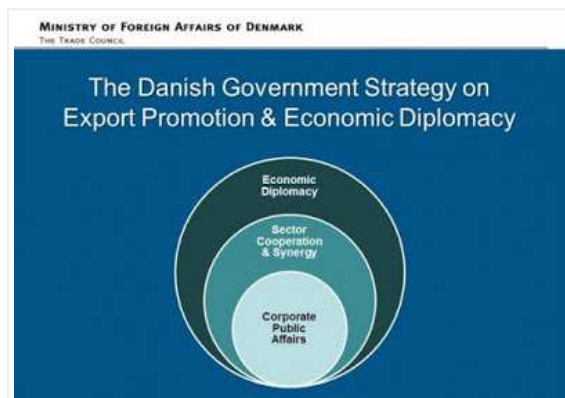 MINISTRY OF FOREIGN AFFAIRS OF DENMARK
THE TRADE COUNCIL
The Danish Government Strategy on
Export Promotion & Economic Diplomacy
Economic
Diplomacy
Sector
Cooperation
& Synergy
Corporate
Public
Affairs